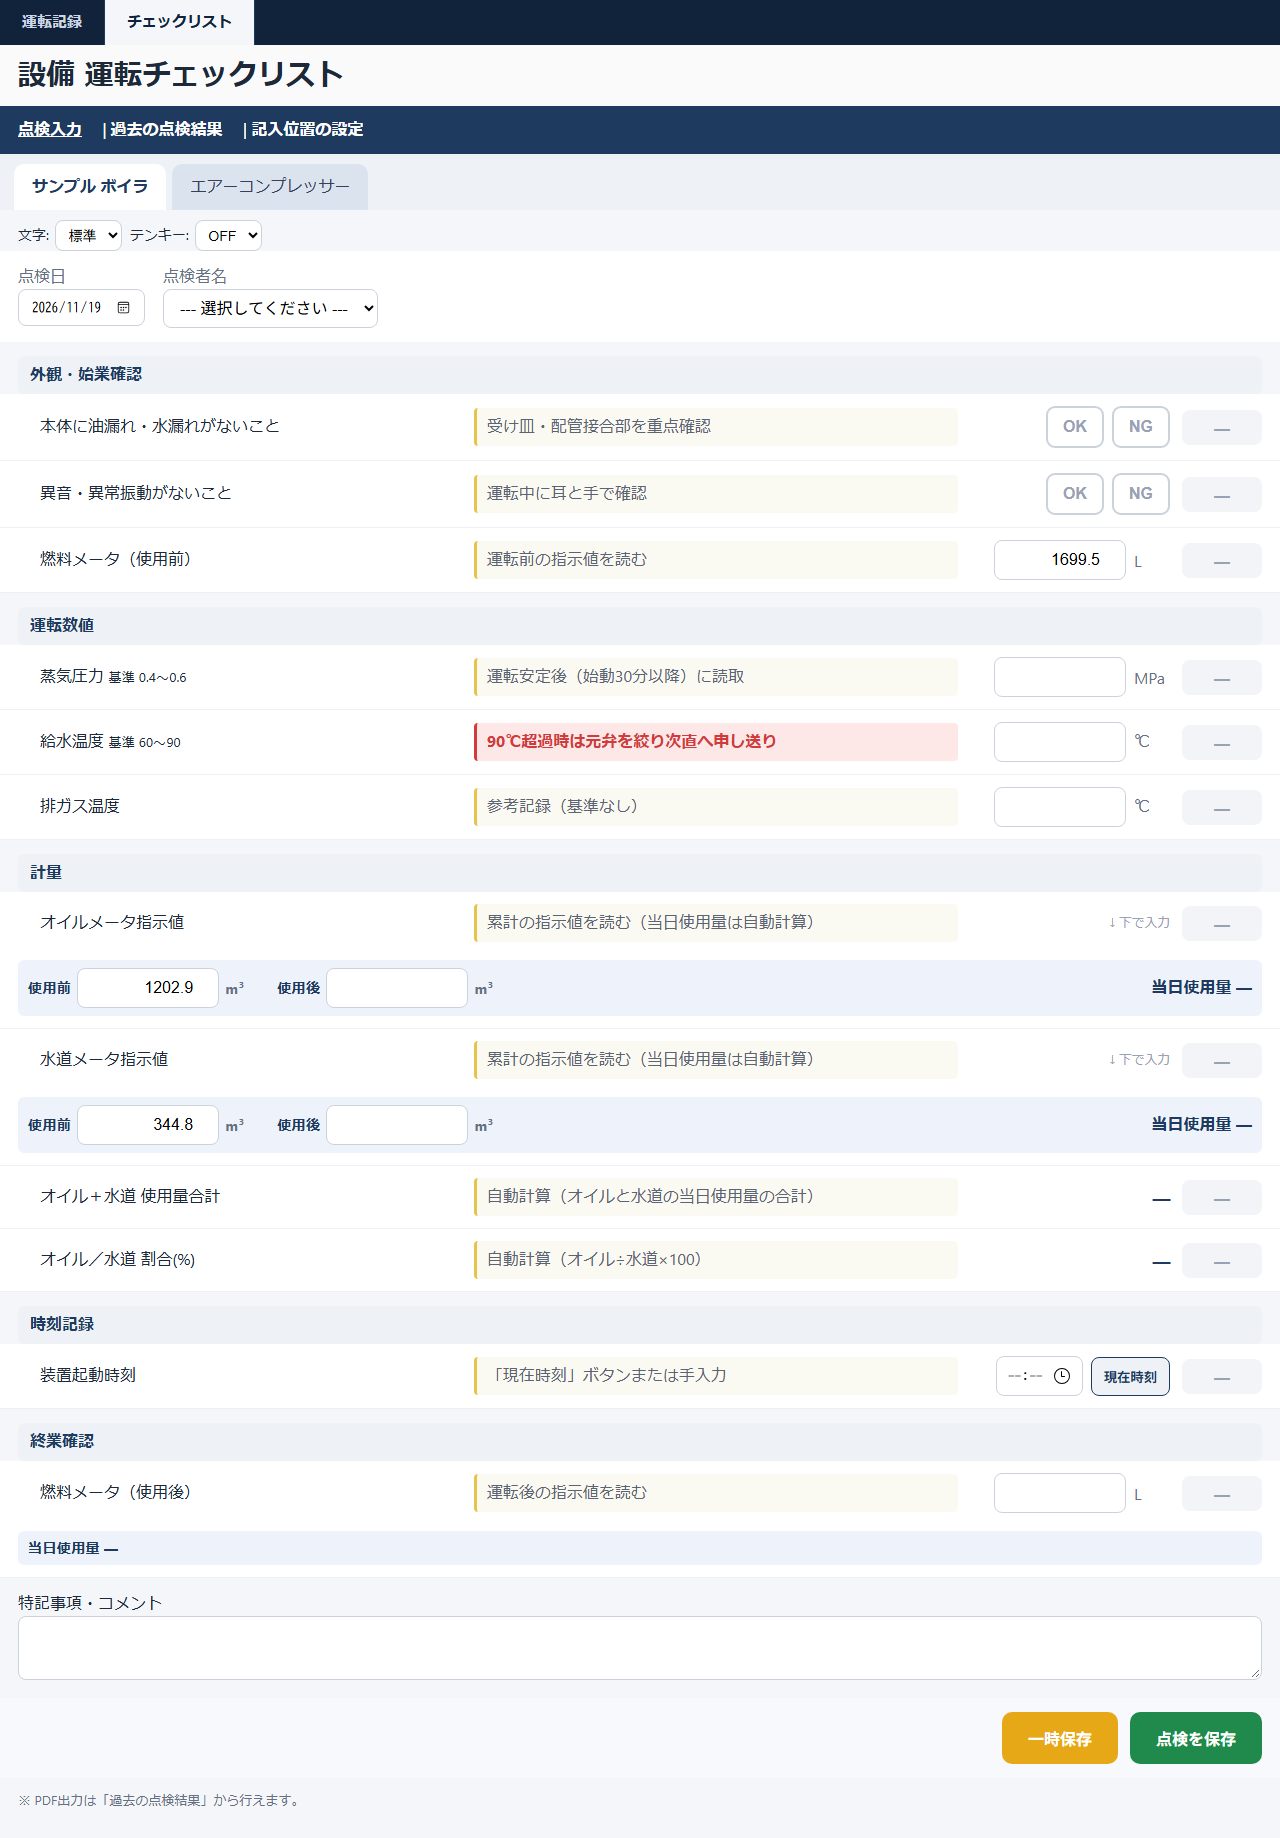 運転記録 チェックリスト
設備 運転チェックリスト
点検入力 | 過去の点検結果 | 記入位置の設定
サンプル ボイラ エアーコンプレッサー
文字: 標準 テンキー: OFF
点検日 点検者名
2026/11/19 --- 選択してください ---
外観・始業確認
本体に油漏れ・水漏れがないこと 受け皿・配管接合部を重点確認 OK NG —
異音・異常振動がないこと 運転中に耳と手で確認 OK NG —
燃料メータ（使用前） 運転前の指示値を読む 1699.5 L —
運転数値
蒸気圧力 基準 0.4～0.6 運転安定後（始動30分以降）に読取 MPa —
給水温度 基準 60～90 90℃超過時は元弁を絞り次直へ申し送り ℃ —
排ガス温度 参考記録（基準なし） ℃ —
計量
オイルメータ指示値 累計の指示値を読む（当日使用量は自動計算） ↓下で入力 —
使用前 1202.9 m³ 使用後 m³ 当日使用量 —
水道メータ指示値 累計の指示値を読む（当日使用量は自動計算） ↓下で入力 —
使用前 344.8 m³ 使用後 m³ 当日使用量 —
オイル＋水道 使用量合計 自動計算（オイルと水道の当日使用量の合計） — —
オイル／水道 割合(%) 自動計算（オイル÷水道×100） — —
時刻記録
装置起動時刻 「現在時刻」ボタンまたは手入力 --:-- 現在時刻 —
終業確認
燃料メータ（使用後） 運転後の指示値を読む L —
当日使用量 —
特記事項・コメント
一時保存 点検を保存
※ PDF出力は「過去の点検結果」から行えます。